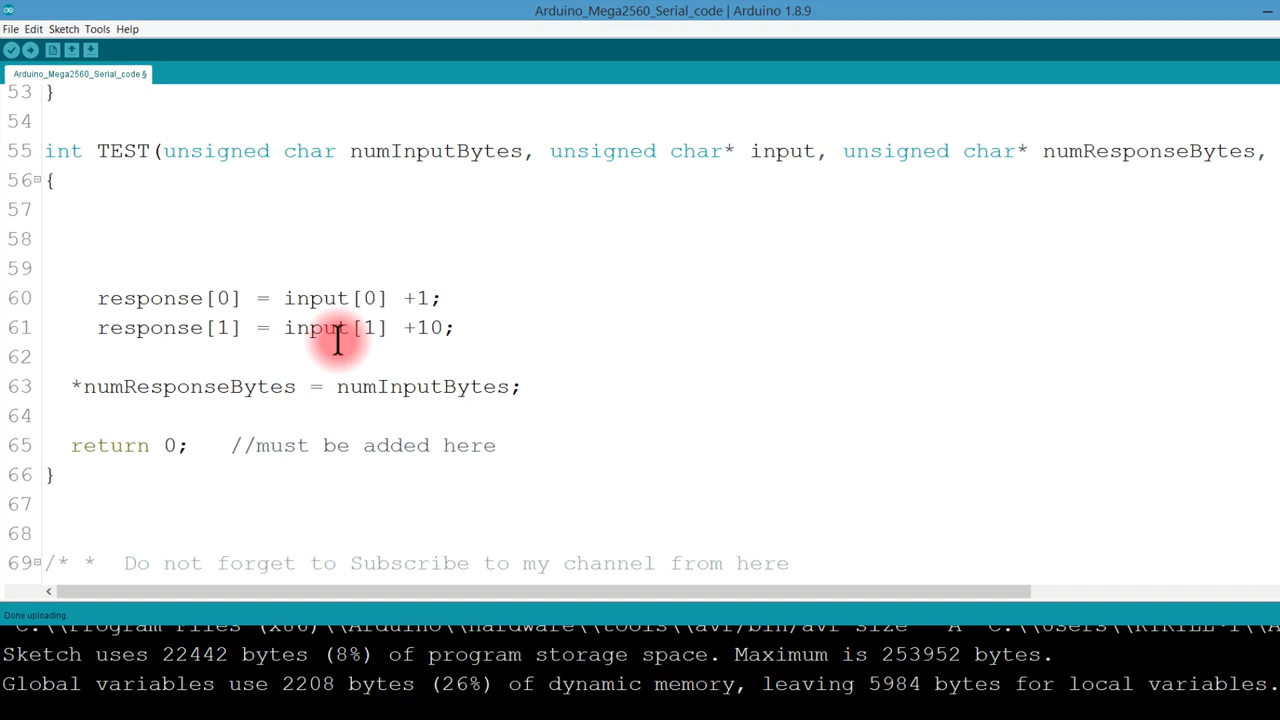 Arduino_Mega2560_Serial_code | Arduino 1.8.9
File Edit Sketch Tools Help
Arduino_Mega2560_Serial_code §
53 }
54
55 int TEST(unsigned char numInputBytes, unsigned char* input, unsigned char* numResponseBytes,
56 {
57
58
59
60 response[0] = input[0] +1;
61 response[1] = input[1] +10;
62
63 *numResponseBytes = numInputBytes;
64
65 return 0; //must be added here
66 }
67
68
69 /* * Do not forget to Subscribe to my channel from here
Done uploading.
Sketch uses 22442 bytes (8%) of program storage space. Maximum is 253952 bytes.
Global variables use 2208 bytes (26%) of dynamic memory, leaving 5984 bytes for local variables.